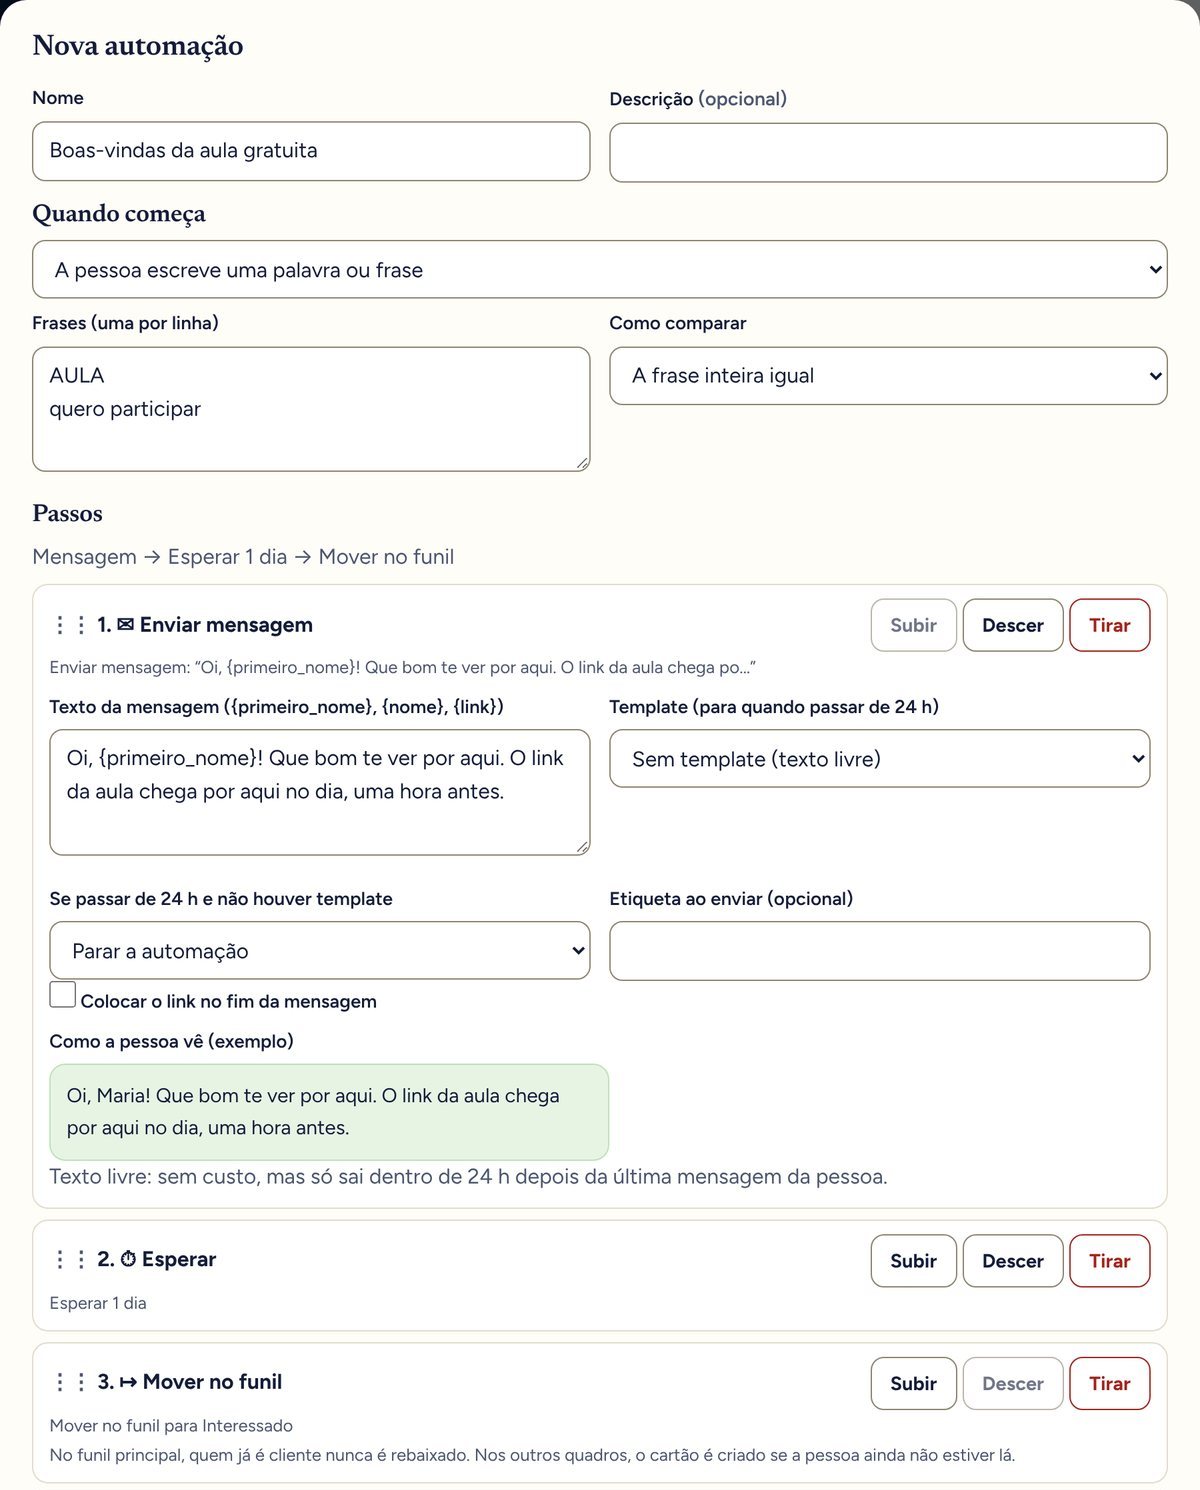 Nova automação
Nome
Descrição (opcional)
Boas-vindas da aula gratuita
Quando começa
A pessoa escreve uma palavra ou frase
Frases (uma por linha)
Como comparar
AULA
quero participar
A frase inteira igual
Passos
Mensagem → Esperar 1 dia → Mover no funil
⋮⋮ 1. ✉ Enviar mensagem
Subir
Descer
Tirar
Enviar mensagem: “Oi, {primeiro_nome}! Que bom te ver por aqui. O link da aula chega po…”
Texto da mensagem ({primeiro_nome}, {nome}, {link})
Template (para quando passar de 24 h)
Oi, {primeiro_nome}! Que bom te ver por aqui. O link
da aula chega por aqui no dia, uma hora antes.
Sem template (texto livre)
Se passar de 24 h e não houver template
Etiqueta ao enviar (opcional)
Parar a automação
Colocar o link no fim da mensagem
Como a pessoa vê (exemplo)
Oi, Maria! Que bom te ver por aqui. O link da aula chega
por aqui no dia, uma hora antes.
Texto livre: sem custo, mas só sai dentro de 24 h depois da última mensagem da pessoa.
⋮⋮ 2. ⏱ Esperar
Subir
Descer
Tirar
Esperar 1 dia
⋮⋮ 3. ↦ Mover no funil
Subir
Descer
Tirar
Mover no funil para Interessado
No funil principal, quem já é cliente nunca é rebaixado. Nos outros quadros, o cartão é criado se a pessoa ainda não estiver lá.